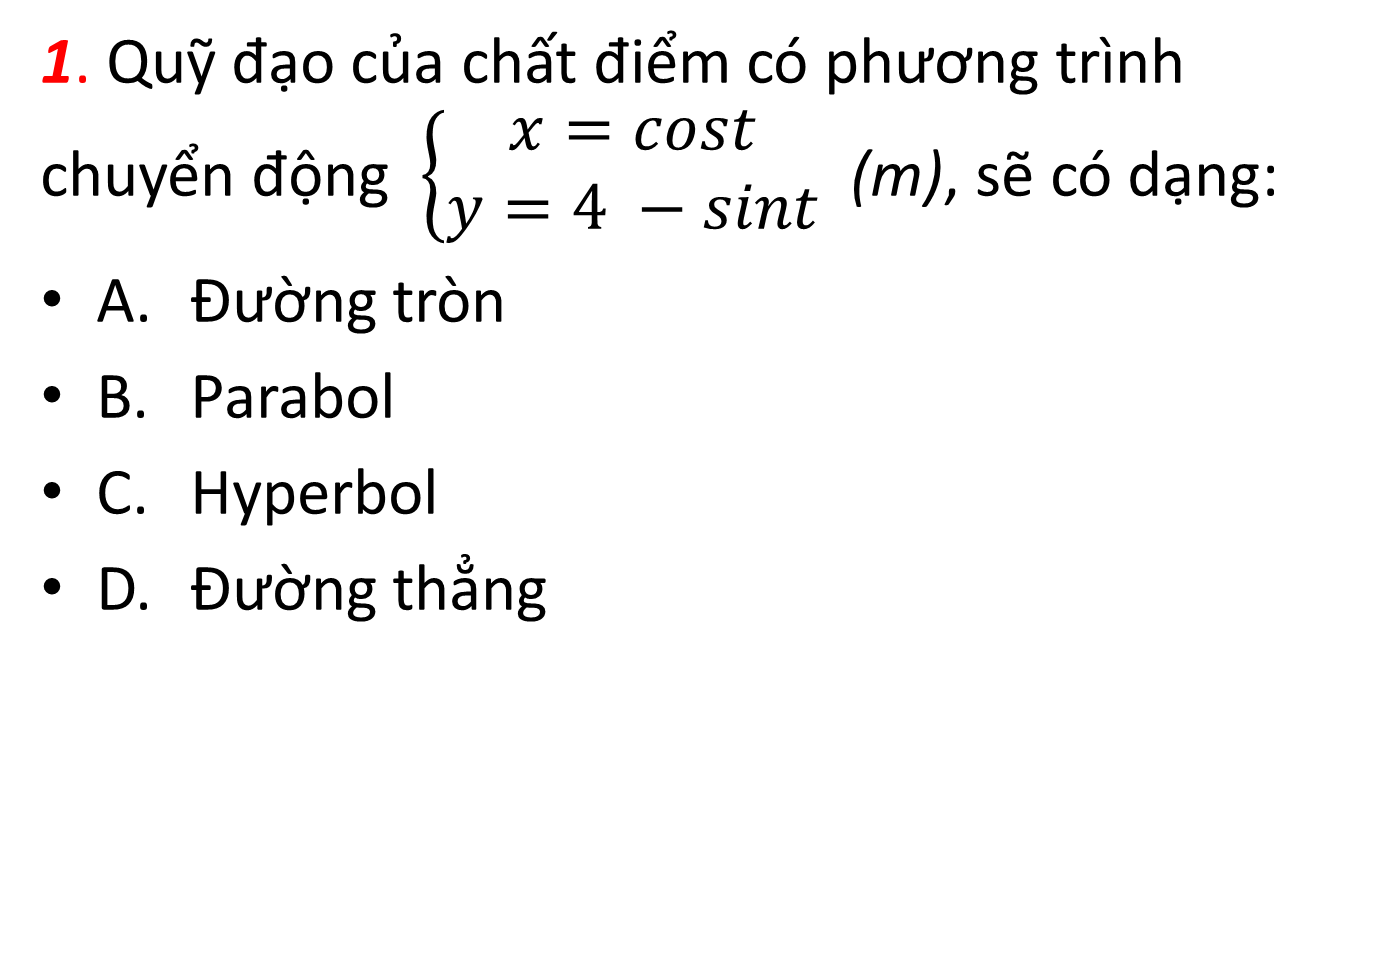 1. Quỹ đạo của chất điểm có phương trình
chuyển động { x = cost
y = 4 − sint (m), sẽ có dạng:
• A. Đường tròn
• B. Parabol
• C. Hyperbol
• D. Đường thẳng